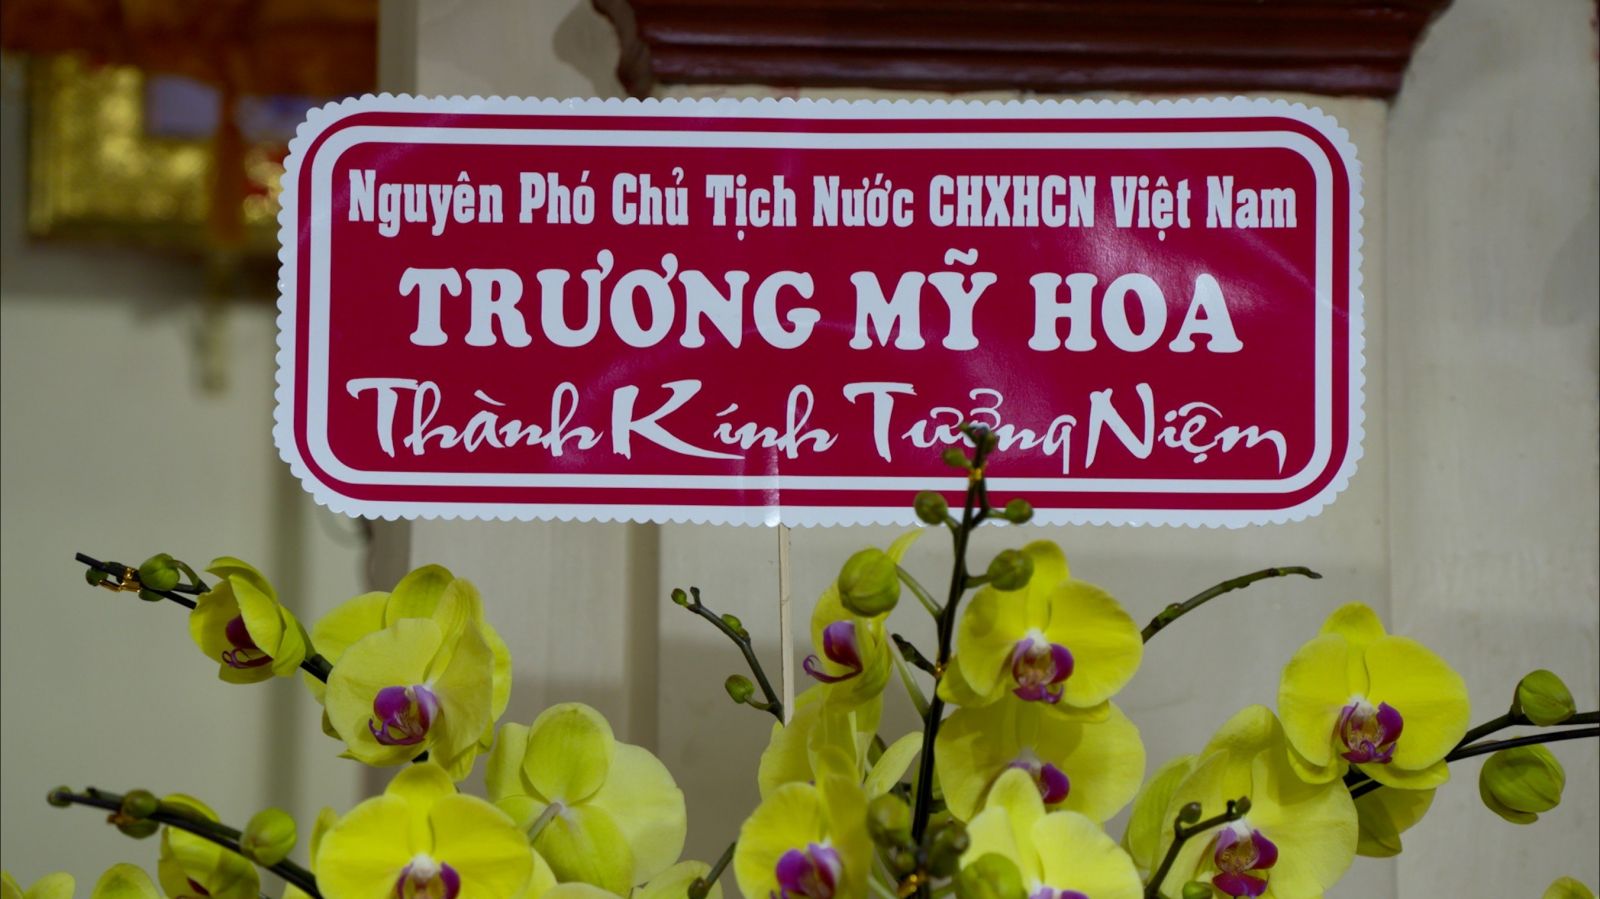 Nguyên Phó Chủ Tịch Nước CHXHCN Việt Nam
TRƯƠNG MỸ HOA
Thành Kính Tưởng Niệm